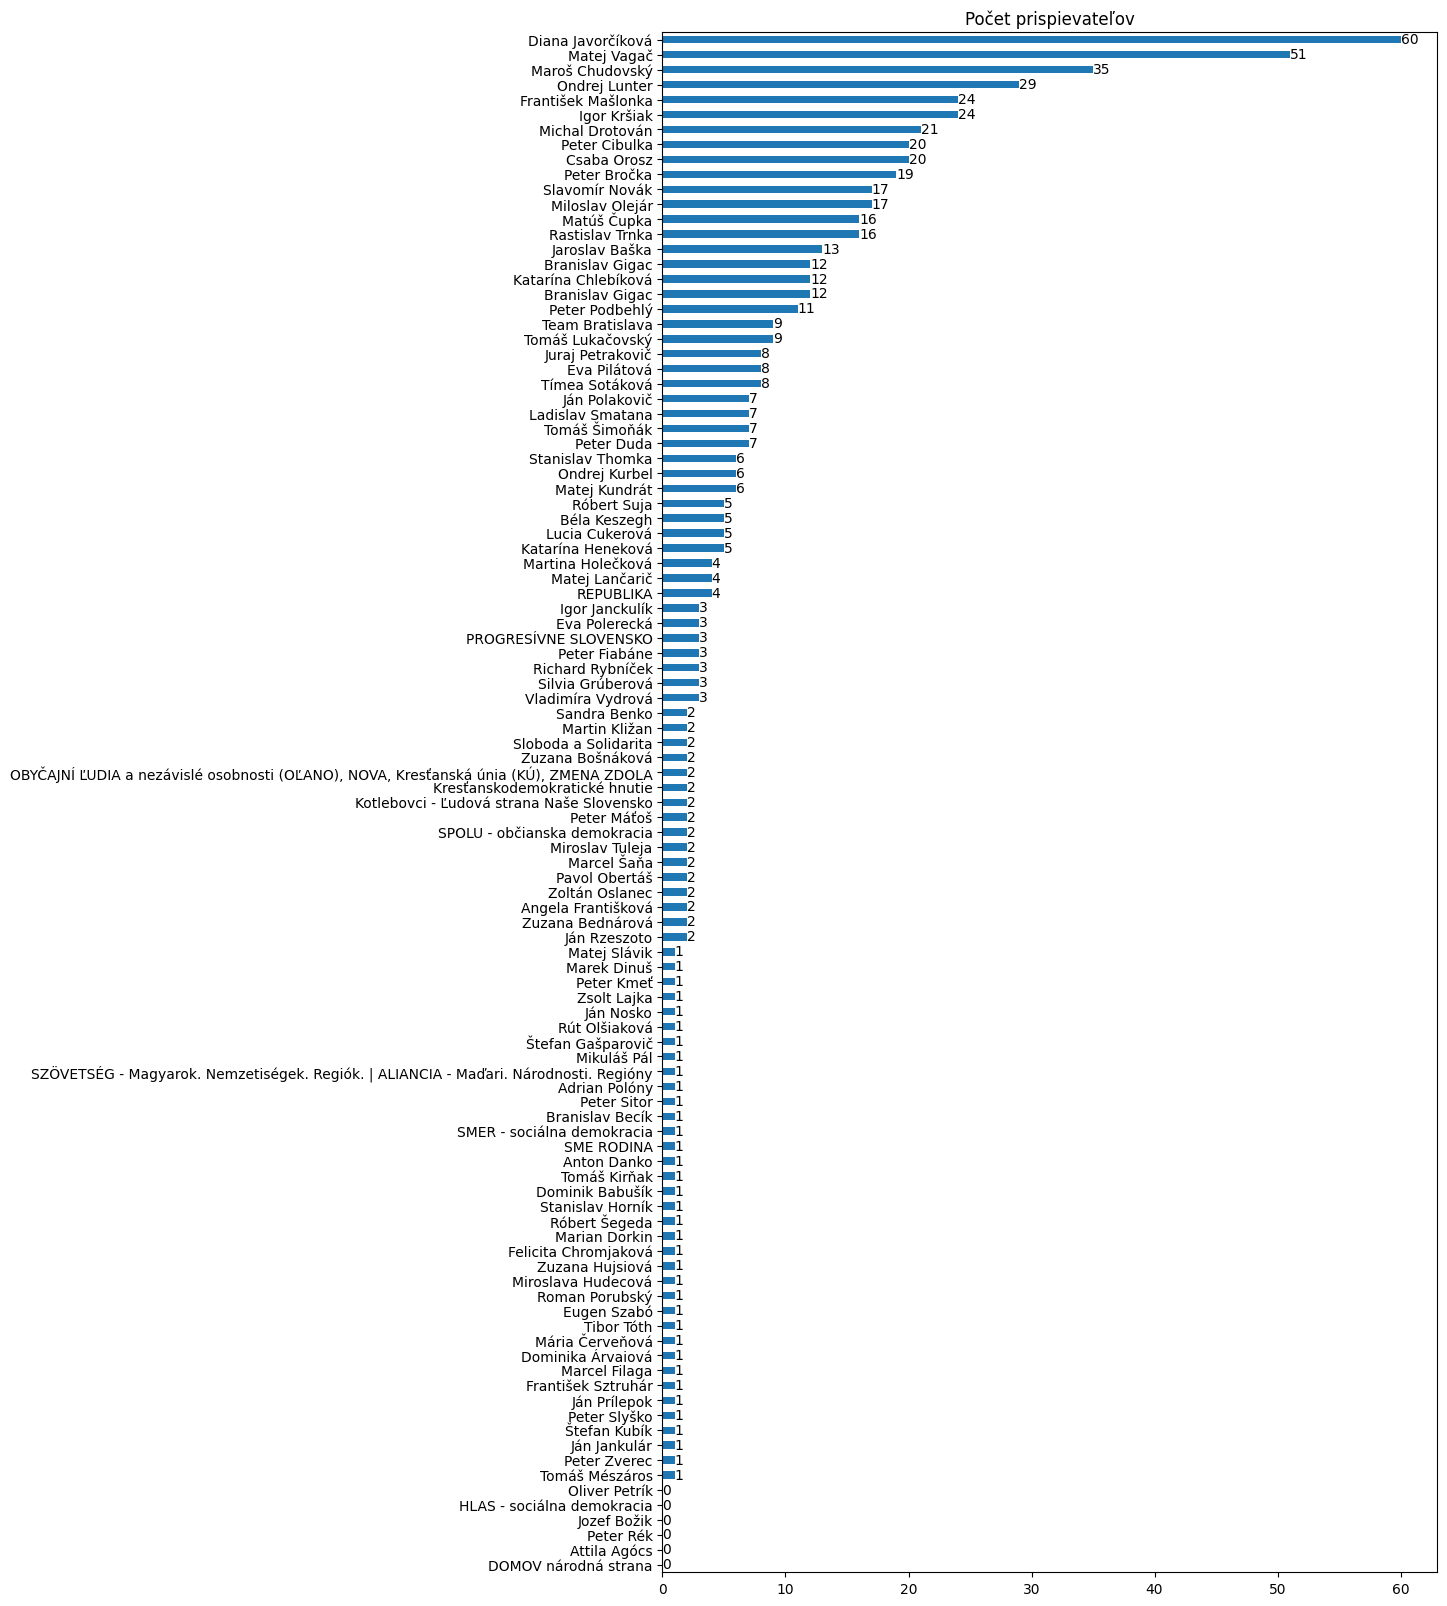 Počet prispievateľov
Diana Javorčíková 60
Matej Vagač 51
Maroš Chudovský 35
Ondrej Lunter 29
František Mašlonka 24
Igor Kršiak 24
Michal Drotován 21
Peter Cibulka 20
Csaba Orosz 20
Peter Bročka 19
Slavomír Novák 17
Miloslav Olejár 17
Matúš Čupka 16
Rastislav Trnka 16
Jaroslav Baška 13
Branislav Gigac 12
Katarína Chlebíková 12
Branislav Gigac 12
Peter Podbehlý 11
Team Bratislava 9
Tomáš Lukačovský 9
Juraj Petrakovič 8
Eva Pilátová 8
Tímea Sotáková 8
Ján Polakovič 7
Ladislav Smatana 7
Tomáš Šimoňák 7
Peter Duda 7
Stanislav Thomka 6
Ondrej Kurbel 6
Matej Kundrát 6
Róbert Suja 5
Béla Keszegh 5
Lucia Cukerová 5
Katarína Heneková 5
Martina Holečková 4
Matej Lančarič 4
REPUBLIKA 4
Igor Janckulík 3
Eva Polerecká 3
PROGRESÍVNE SLOVENSKO 3
Peter Fiabáne 3
Richard Rybníček 3
Silvia Grúberová 3
Vladimíra Vydrová 3
Sandra Benko 2
Martin Kližan 2
Sloboda a Solidarita 2
Zuzana Bošnáková 2
OBYČAJNÍ ĽUDIA a nezávislé osobnosti (OĽANO), NOVA, Kresťanská únia (KÚ), ZMENA ZDOLA 2
Kresťanskodemokratické hnutie 2
Kotlebovci - Ľudová strana Naše Slovensko 2
Peter Máťoš 2
SPOLU - občianska demokracia 2
Miroslav Tuleja 2
Marcel Šaňa 2
Pavol Obertáš 2
Zoltán Oslanec 2
Angela Františková 2
Zuzana Bednárová 2
Ján Rzeszoto 2
Matej Slávik 1
Marek Dinuš 1
Peter Kmeť 1
Zsolt Lajka 1
Ján Nosko 1
Rút Olšiaková 1
Štefan Gašparovič 1
Mikuláš Pál 1
SZÖVETSÉG - Magyarok. Nemzetiségek. Regiók. | ALIANCIA - Maďari. Národnosti. Regióny 1
Adrian Polóny 1
Peter Sitor 1
Branislav Becík 1
SMER - sociálna demokracia 1
SME RODINA 1
Anton Danko 1
Tomáš Kirňak 1
Dominik Babušík 1
Stanislav Horník 1
Róbert Šegeda 1
Marian Dorkin 1
Felicita Chromjaková 1
Zuzana Hujsiová 1
Miroslava Hudecová 1
Roman Porubský 1
Eugen Szabó 1
Tibor Tóth 1
Mária Červeňová 1
Dominika Árvaiová 1
Marcel Filaga 1
František Sztruhár 1
Ján Prílepok 1
Peter Slyško 1
Štefan Kubík 1
Ján Jankulár 1
Peter Zverec 1
Tomáš Mészáros 1
Oliver Petrík 0
HLAS - sociálna demokracia 0
Jozef Božik 0
Peter Rék 0
Attila Agócs 0
DOMOV národná strana 0
0 10 20 30 40 50 60